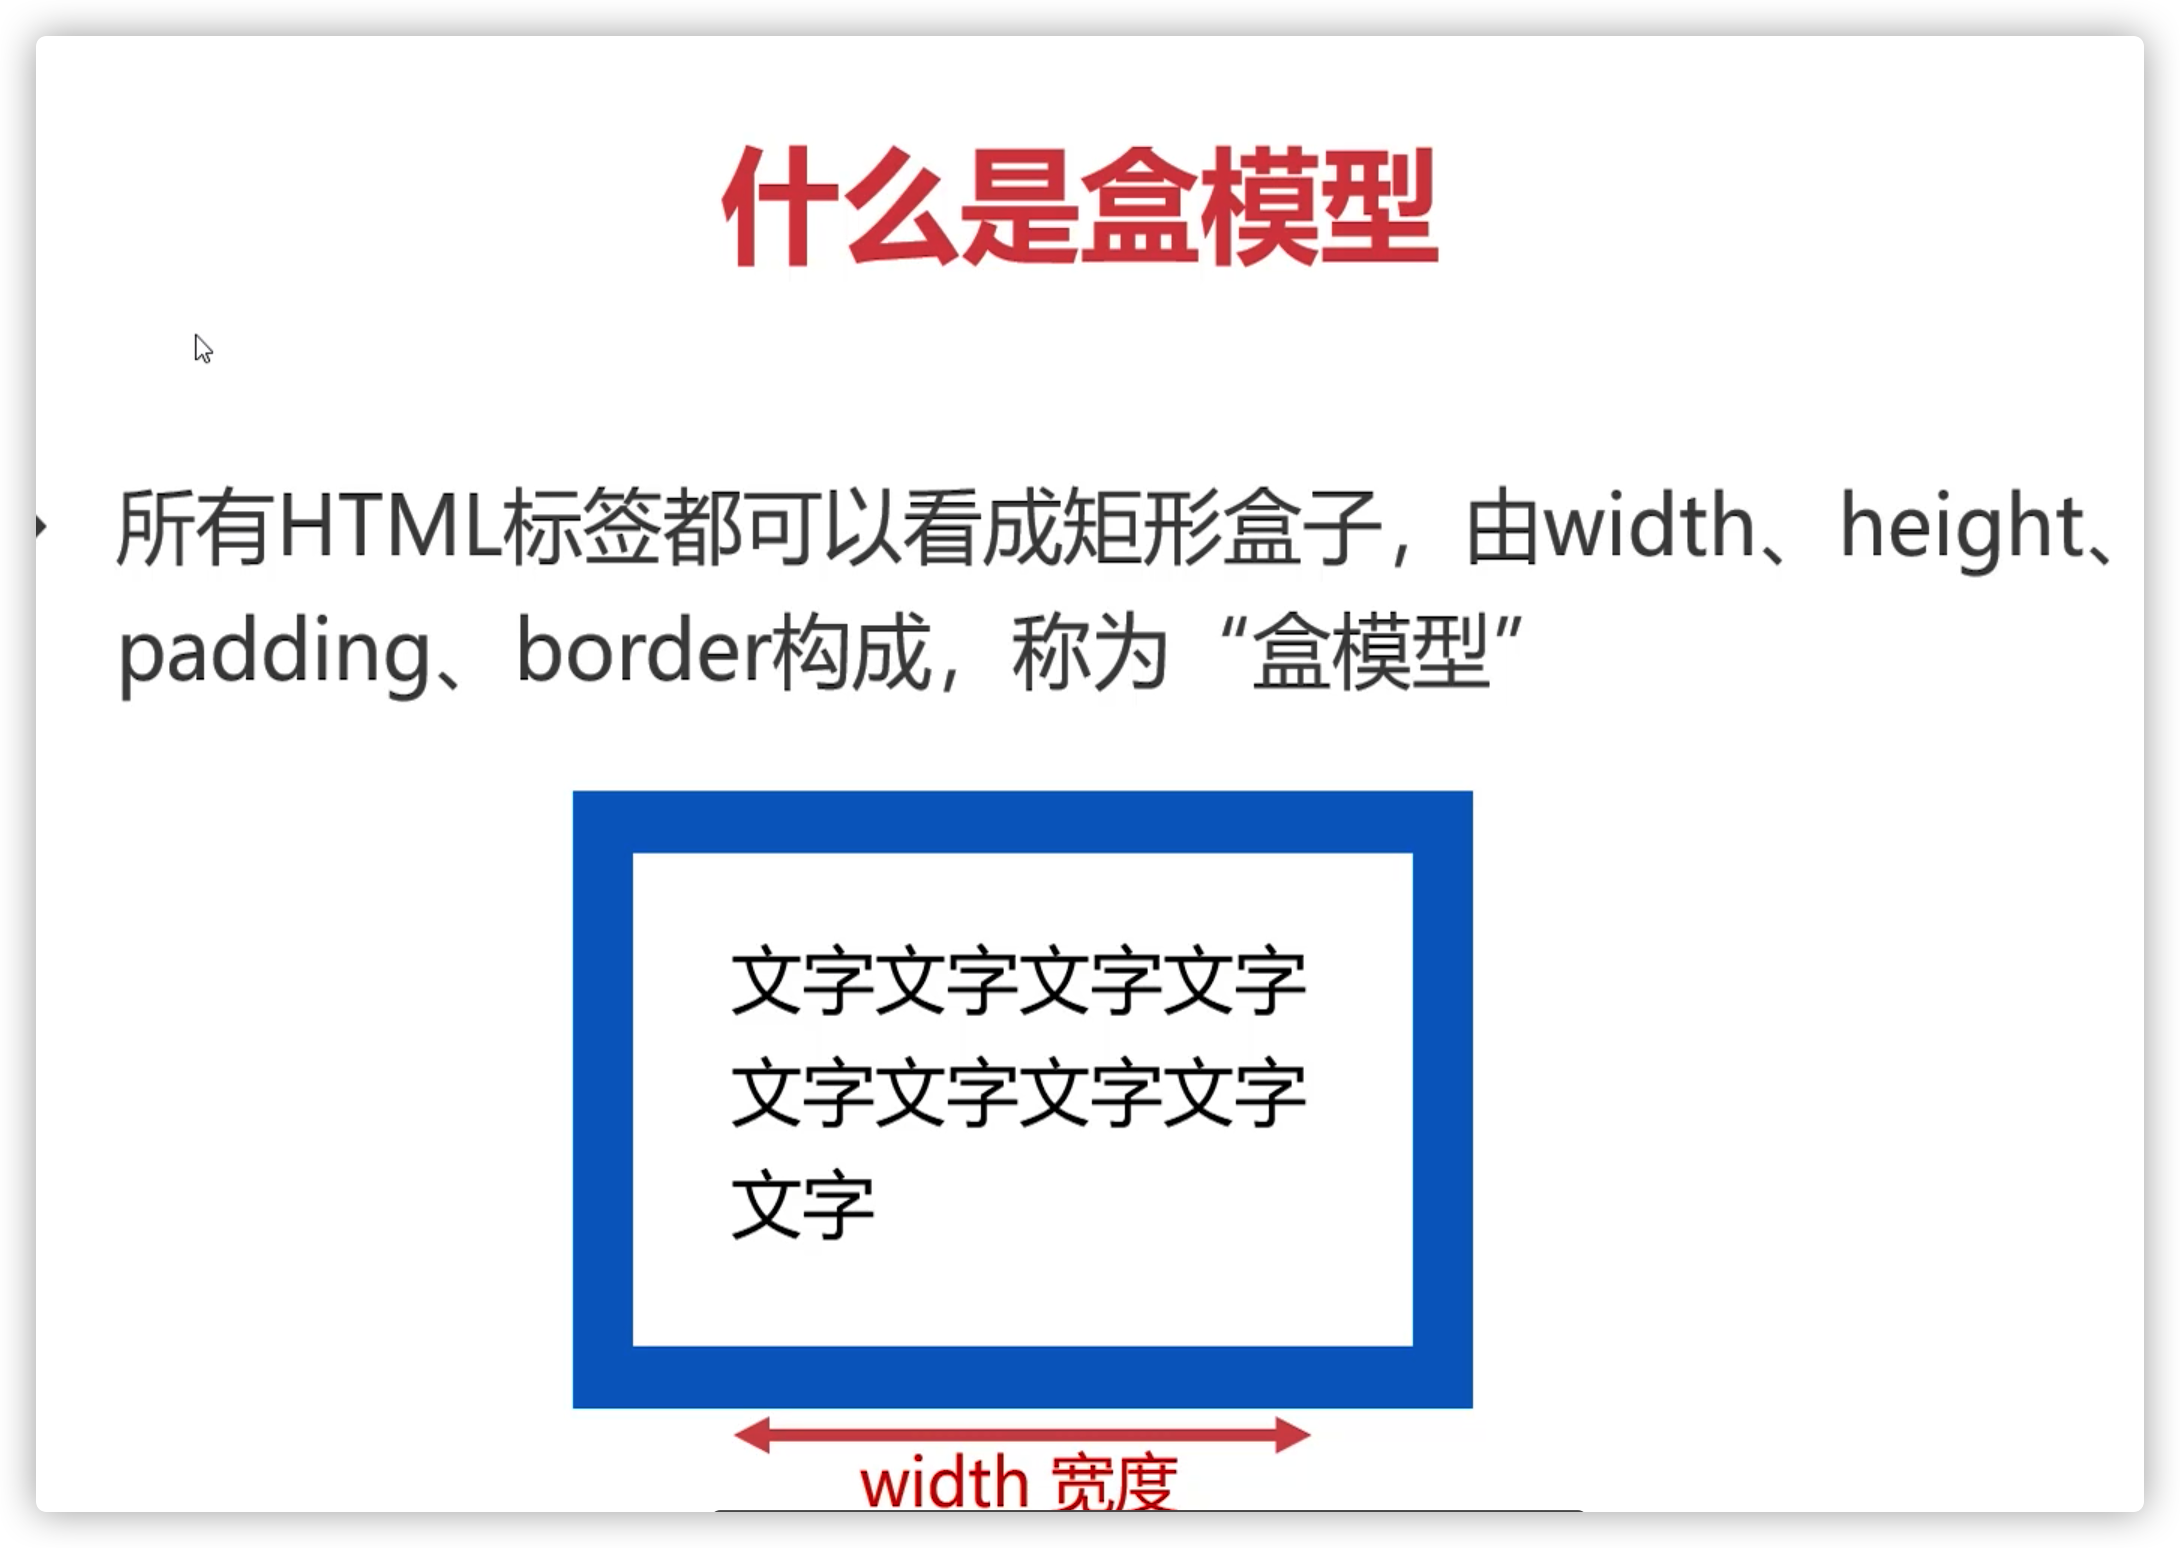 什么是盒模型
所有HTML标签都可以看成矩形盒子，由width、height、
padding、border构成，称为“盒模型”
文字文字文字文字
文字文字文字文字
文字
width 宽度